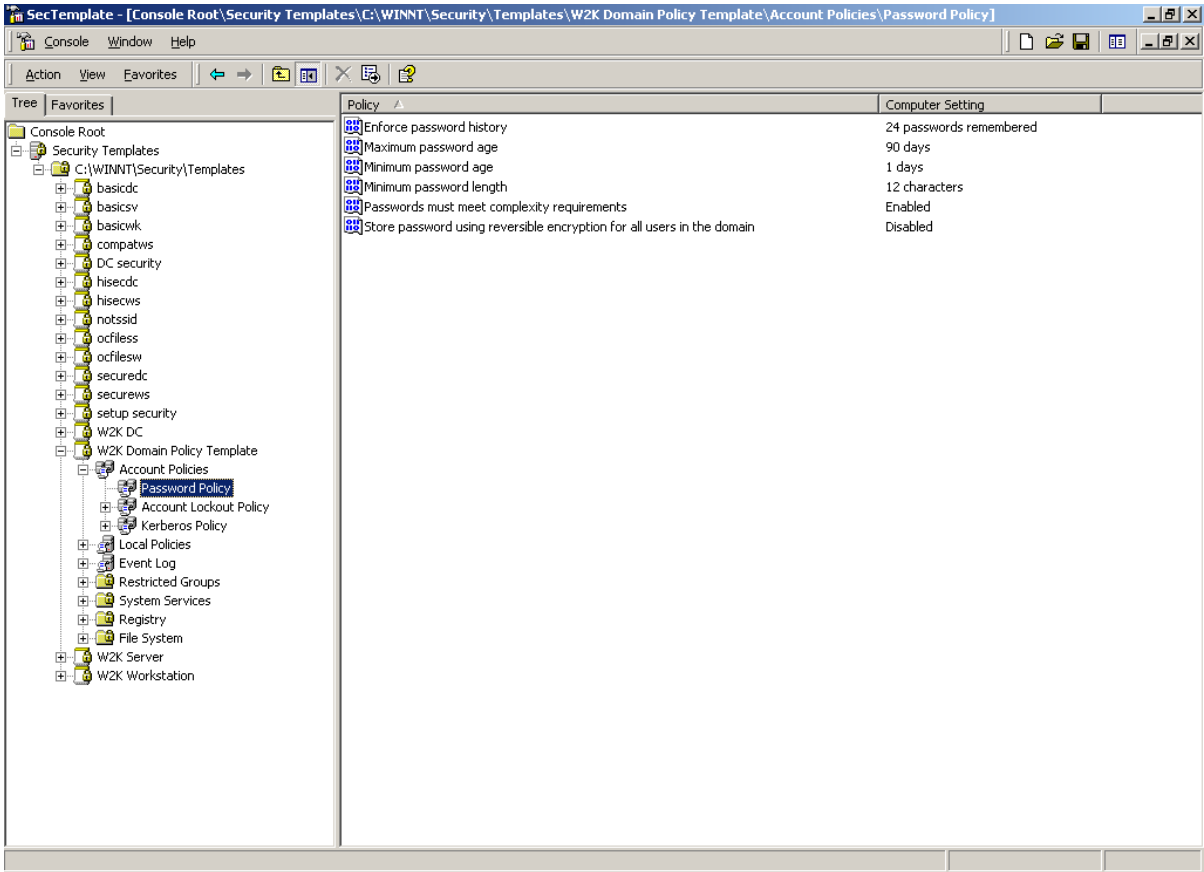 SecTemplate - [Console Root\Security Templates\C:\WINNT\Security\Templates\W2K Domain Policy Template\Account Policies\Password Policy]
Console Window Help
Action View Favorites
Tree Favorites
Policy Computer Setting
Console Root
Security Templates
C:\WINNT\Security\Templates
basicdc
basicsv
basicwk
compatws
DC security
hisecdc
hisecws
notssid
ocfiless
ocfilesw
securedc
securews
setup security
W2K DC
W2K Domain Policy Template
Account Policies
Password Policy
Account Lockout Policy
Kerberos Policy
Local Policies
Event Log
Restricted Groups
System Services
Registry
File System
W2K Server
W2K Workstation
Enforce password history 24 passwords remembered
Maximum password age 90 days
Minimum password age 1 days
Minimum password length 12 characters
Passwords must meet complexity requirements Enabled
Store password using reversible encryption for all users in the domain Disabled